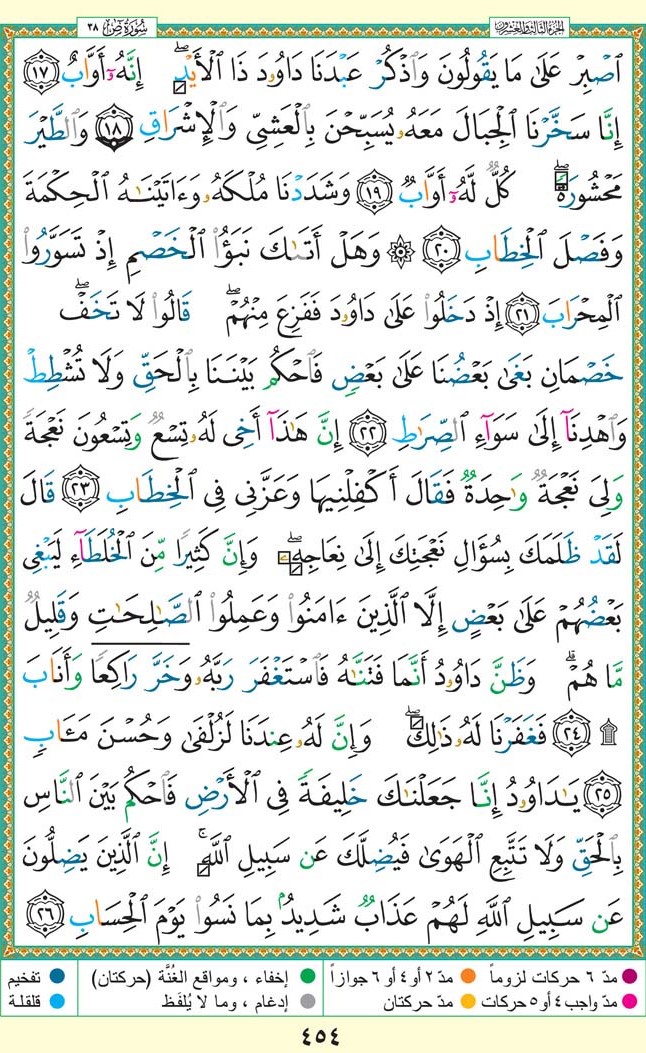 الجزء الثالث والعشرون
سورة ص ٣٨
ٱصۡبِرۡ عَلَىٰ مَا يَقُولُونَ وَٱذۡكُرۡ عَبۡدَنَا دَاوُۥدَ ذَا ٱلۡأَيۡدِۖ إِنَّهُۥٓ أَوَّابٌ ١٧
إِنَّا سَخَّرۡنَا ٱلۡجِبَالَ مَعَهُۥ يُسَبِّحۡنَ بِٱلۡعَشِيِّ وَٱلۡإِشۡرَاقِ ١٨ وَٱلطَّيۡرَ
مَحۡشُورَةٗۖ كُلّٞ لَّهُۥٓ أَوَّابٞ ١٩ وَشَدَدۡنَا مُلۡكَهُۥ وَءَاتَيۡنَٰهُ ٱلۡحِكۡمَةَ
وَفَصۡلَ ٱلۡخِطَابِ ٢٠ ۞ وَهَلۡ أَتَىٰكَ نَبَؤُاْ ٱلۡخَصۡمِ إِذۡ تَسَوَّرُواْ
ٱلۡمِحۡرَابَ ٢١ إِذۡ دَخَلُواْ عَلَىٰ دَاوُۥدَ فَفَزِعَ مِنۡهُمۡۖ قَالُواْ لَا تَخَفۡۖ
خَصۡمَانِ بَغَىٰ بَعۡضُنَا عَلَىٰ بَعۡضٖ فَٱحۡكُم بَيۡنَنَا بِٱلۡحَقِّ وَلَا تُشۡطِطۡ
وَٱهۡدِنَآ إِلَىٰ سَوَآءِ ٱلصِّرَٰطِ ٢٢ إِنَّ هَٰذَآ أَخِي لَهُۥ تِسۡعٞ وَتِسۡعُونَ نَعۡجَةٗ
وَلِيَ نَعۡجَةٞ وَٰحِدَةٞ فَقَالَ أَكۡفِلۡنِيهَا وَعَزَّنِي فِي ٱلۡخِطَابِ ٢٣ قَالَ
لَقَدۡ ظَلَمَكَ بِسُؤَالِ نَعۡجَتِكَ إِلَىٰ نِعَاجِهِۦۖ وَإِنَّ كَثِيرٗا مِّنَ ٱلۡخُلَطَآءِ لَيَبۡغِي
بَعۡضُهُمۡ عَلَىٰ بَعۡضٍ إِلَّا ٱلَّذِينَ ءَامَنُواْ وَعَمِلُواْ ٱلصَّٰلِحَٰتِ وَقَلِيلٞ
مَّا هُمۡۗ وَظَنَّ دَاوُۥدُ أَنَّمَا فَتَنَّٰهُ فَٱسۡتَغۡفَرَ رَبَّهُۥ وَخَرَّۤ رَاكِعٗاۤ وَأَنَابَ
۩ ٢٤ فَغَفَرۡنَا لَهُۥ ذَٰلِكَۖ وَإِنَّ لَهُۥ عِندَنَا لَزُلۡفَىٰ وَحُسۡنَ مَـَٔابٖ
٢٥ يَٰدَاوُۥدُ إِنَّا جَعَلۡنَٰكَ خَلِيفَةٗ فِي ٱلۡأَرۡضِ فَٱحۡكُم بَيۡنَ ٱلنَّاسِ
بِٱلۡحَقِّ وَلَا تَتَّبِعِ ٱلۡهَوَىٰ فَيُضِلَّكَ عَن سَبِيلِ ٱللَّهِۚ إِنَّ ٱلَّذِينَ يَضِلُّونَ
عَن سَبِيلِ ٱللَّهِ لَهُمۡ عَذَابٞ شَدِيدُۢ بِمَا نَسُواْ يَوۡمَ ٱلۡحِسَابِ ٢٦
مدّ ٦ حركات لزوماً مدّ ٢ أو ٤ أو ٦ جوازاً إخفاء ، ومواقع الغُنَّة (حركتان) تفخيم
مدّ واجب ٤ أو ٥ حركات مدّ حركتان إدغام ، وما لا يُلفَظ قلقلة
٤٥٤